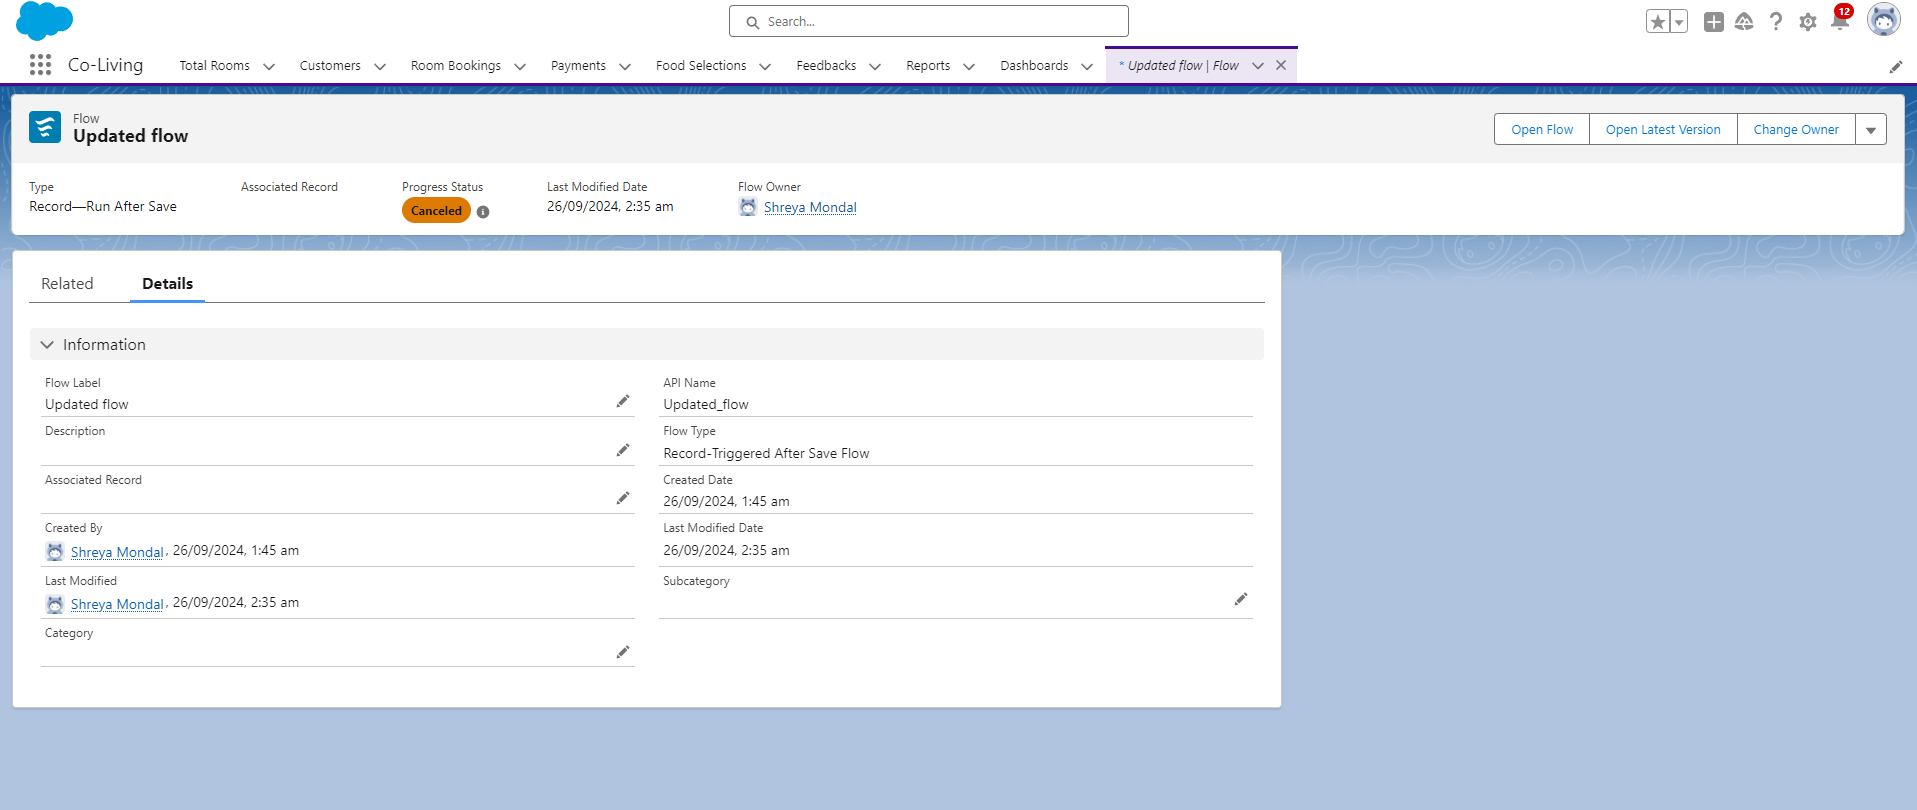 Search...
12
Co-Living
Total Rooms
Customers
Room Bookings
Payments
Food Selections
Feedbacks
Reports
Dashboards
* Updated flow | Flow
Flow
Updated flow
Open Flow
Open Latest Version
Change Owner
Type
Associated Record
Progress Status
Last Modified Date
Flow Owner
Record—Run After Save
Canceled
26/09/2024, 2:35 am
Shreya Mondal
Related
Details
Information
Flow Label
Updated flow
API Name
Updated_flow
Description
Flow Type
Record-Triggered After Save Flow
Associated Record
Created Date
26/09/2024, 1:45 am
Created By
Shreya Mondal, 26/09/2024, 1:45 am
Last Modified Date
26/09/2024, 2:35 am
Last Modified
Shreya Mondal, 26/09/2024, 2:35 am
Subcategory
Category